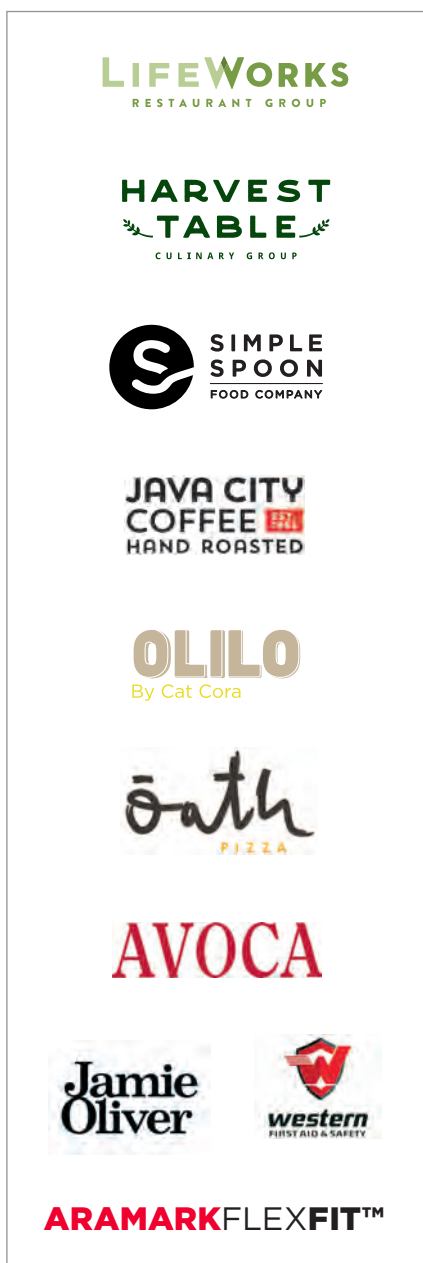 LIFEWORKS
RESTAURANT GROUP
HARVEST
TABLE
CULINARY GROUP
SIMPLE
SPOON
FOOD COMPANY
JAVA CITY
COFFEE
HAND ROASTED
OLILO
By Cat Cora
ōath
PIZZA
AVOCA
Jamie
Oliver
W
western
FIRST AID & SAFETY
ARAMARKFLEXFIT™